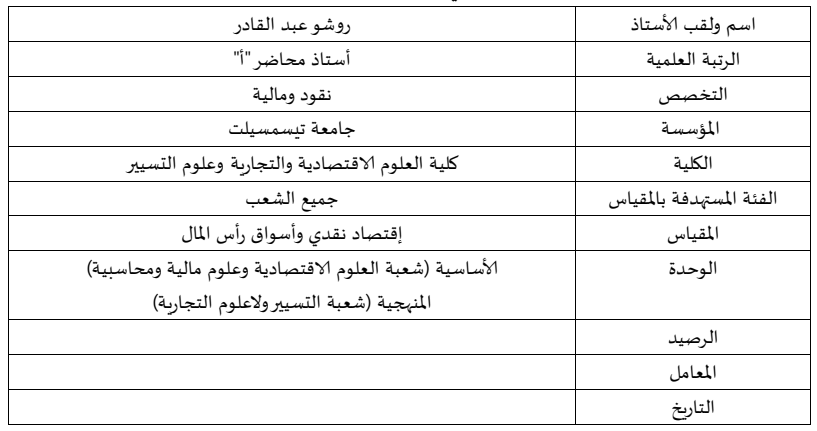 اسم ولقب الأستاذ روشو عبد القادر
الرتبة العلمية أستاذ محاضر "أ"
التخصص نقود ومالية
المؤسسة جامعة تيسمسيلت
الكلية كلية العلوم الاقتصادية والتجارية وعلوم التسيير
الفئة المستهدفة بالمقياس جميع الشعب
المقياس إقتصاد نقدي وأسواق رأس المال
الوحدة الأساسية (شعبة العلوم الاقتصادية وعلوم مالية ومحاسبية)
المنهجية (شعبة التسيير ولاعلوم التجارية)
الرصيد
المعامل
التاريخ